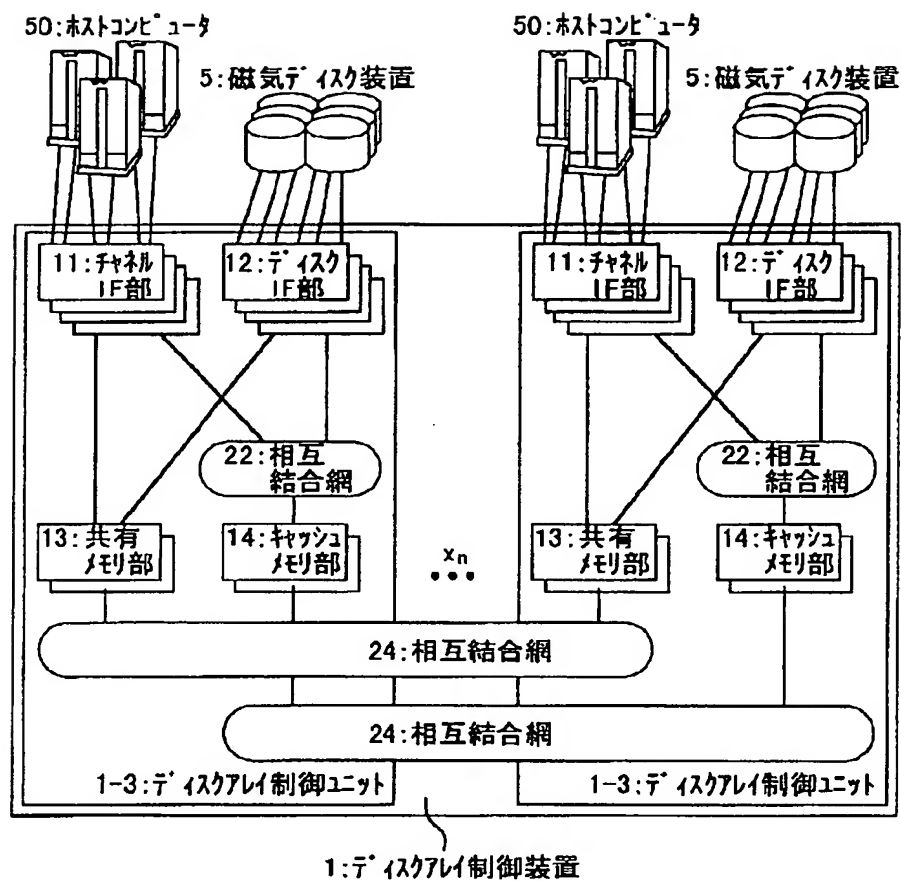 50:ホストコンピュータ
50:ホストコンピュータ
5:磁気ディスク装置
5:磁気ディスク装置
11:チャネル
IF部
12:ディスク
IF部
11:チャネル
IF部
12:ディスク
IF部
22:相互
結合網
22:相互
結合網
13:共有
メモリ部
14:キャッシュ
メモリ部
xn
•••
13:共有
メモリ部
14:キャッシュ
メモリ部
24:相互結合網
24:相互結合網
1-3:ディスクアレイ制御ユニット
1-3:ディスクアレイ制御ユニット
1:ディスクアレイ制御装置